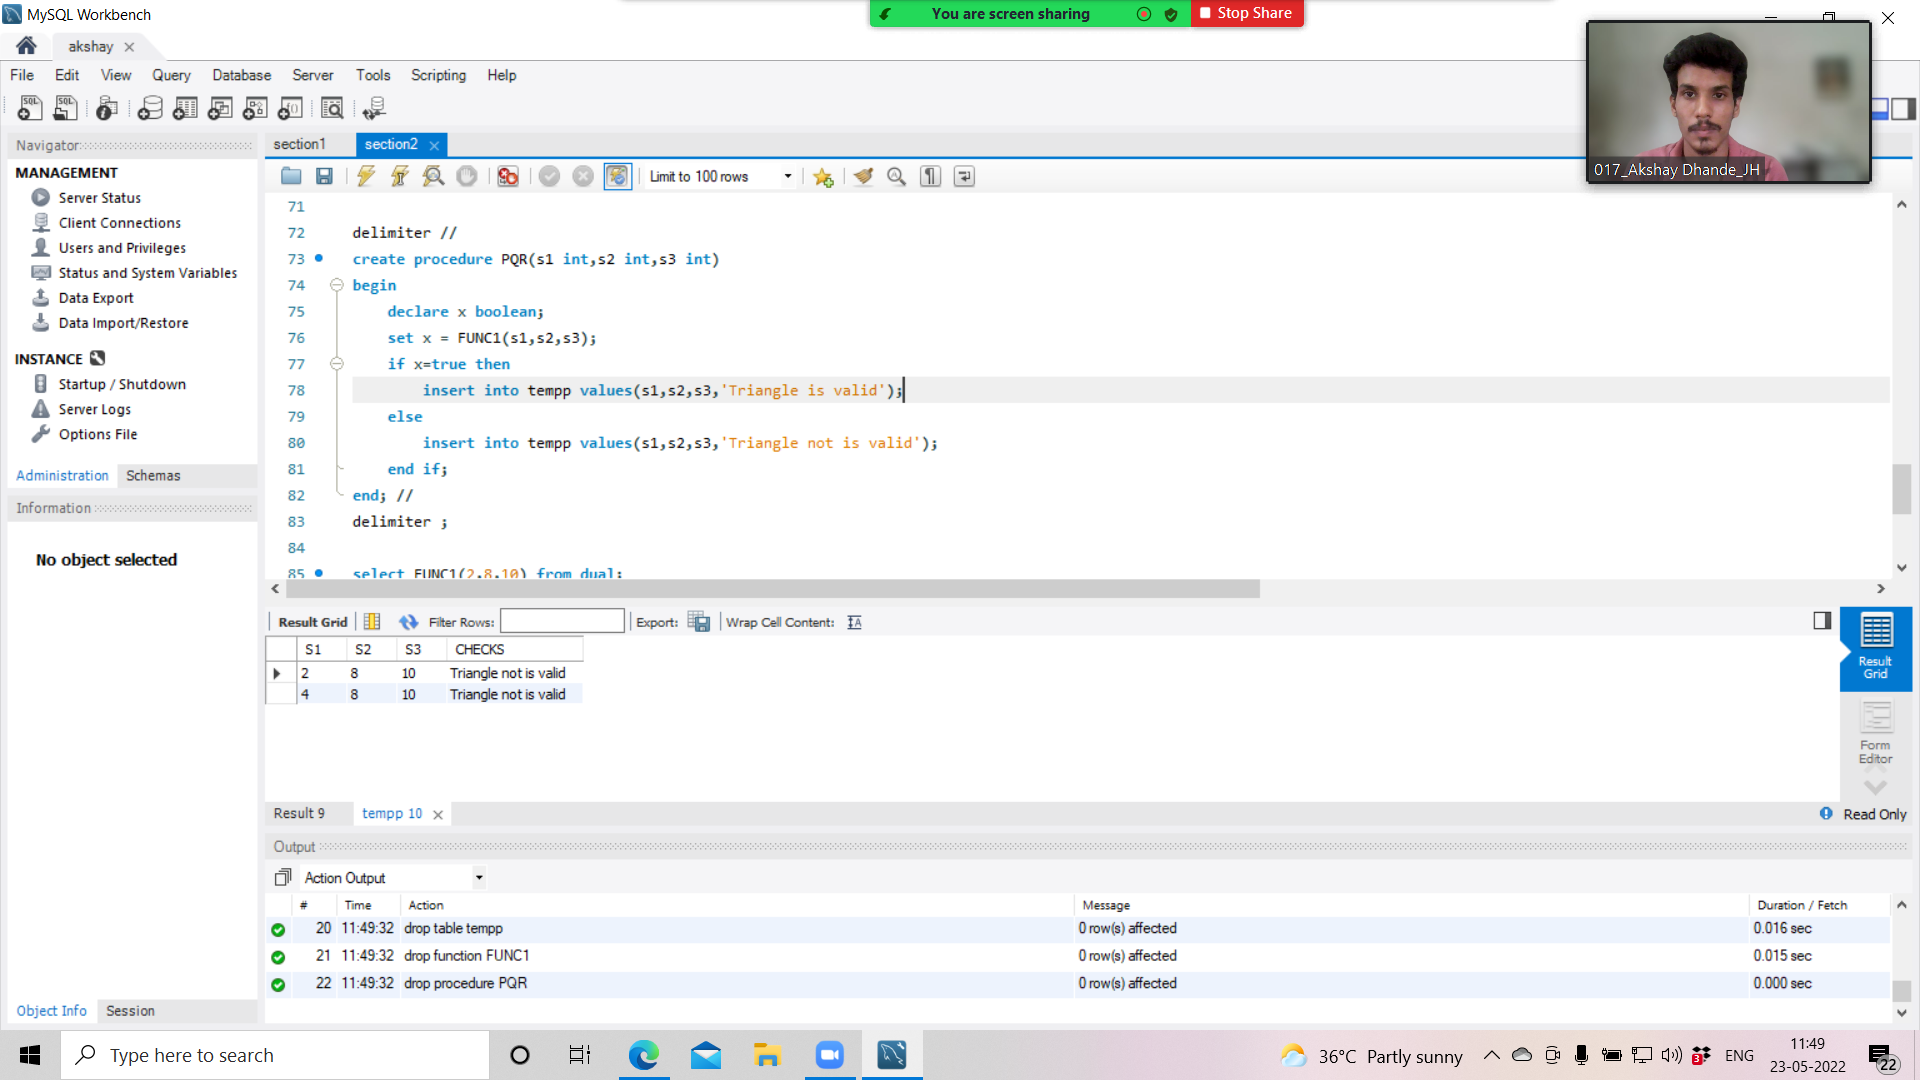 MySQL Workbench
You are screen sharing
Stop Share
akshay
File Edit View Query Database Server Tools Scripting Help
017_Akshay Dhande_JH
Navigator
MANAGEMENT
Server Status
Client Connections
Users and Privileges
Status and System Variables
Data Export
Data Import/Restore
INSTANCE
Startup / Shutdown
Server Logs
Options File
Administration Schemas
Information
No object selected
Object Info Session
section1 section2
Limit to 100 rows
71
72 delimiter //
73 create procedure PQR(s1 int,s2 int,s3 int)
74 begin
75 declare x boolean;
76 set x = FUNC1(s1,s2,s3);
77 if x=true then
78 insert into tempp values(s1,s2,s3,'Triangle is valid');
79 else
80 insert into tempp values(s1,s2,s3,'Triangle not is valid');
81 end if;
82 end; //
83 delimiter ;
84
85 select FUNC1(2,8,10) from dual;
Result Grid Filter Rows: Export: Wrap Cell Content:
S1 S2 S3 CHECKS
2 8 10 Triangle not is valid
4 8 10 Triangle not is valid
Result Grid
Form Editor
Result 9 tempp 10
Read Only
Output
Action Output
# Time Action Message Duration / Fetch
20 11:49:32 drop table tempp 0 row(s) affected 0.016 sec
21 11:49:32 drop function FUNC1 0 row(s) affected 0.015 sec
22 11:49:32 drop procedure PQR 0 row(s) affected 0.000 sec
Type here to search
36°C Partly sunny
3
ENG
11:49
23-05-2022
22